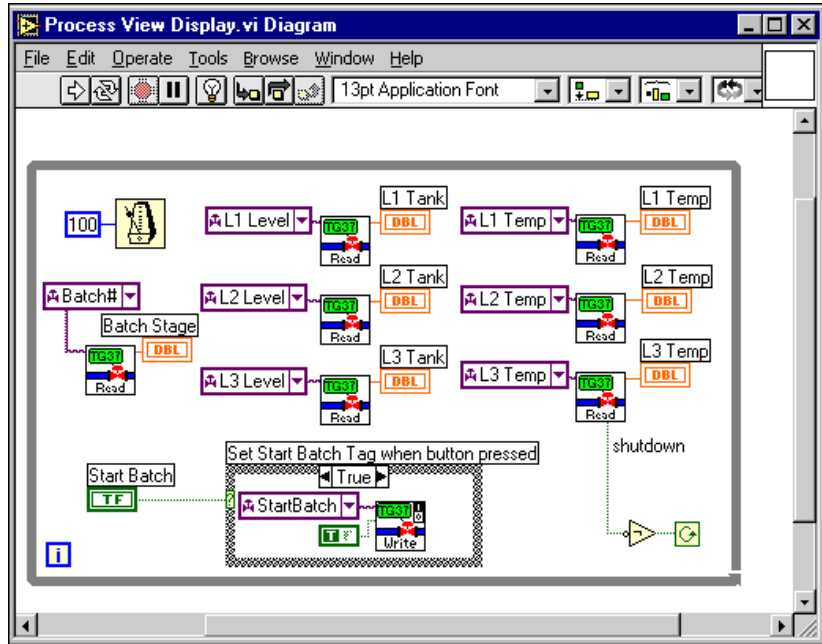 Process View Display.vi Diagram
File Edit Operate Tools Browse Window Help
13pt Application Font
L1 Tank
L1 Temp
100
L1 Level
TG37
DBL
L1 Temp
TG37
DBL
Read
Read
L2 Tank
L2 Temp
Batch#
L2 Level
TG37
DBL
L2 Temp
TG37
DBL
Batch Stage
Read
Read
TG37
DBL
L3 Tank
L3 Temp
Read
L3 Level
TG37
DBL
L3 Temp
TG37
DBL
Read
Read
Set Start Batch Tag when button pressed
shutdown
Start Batch
True
TF
?
StartBatch
TG37
T F
Write
i